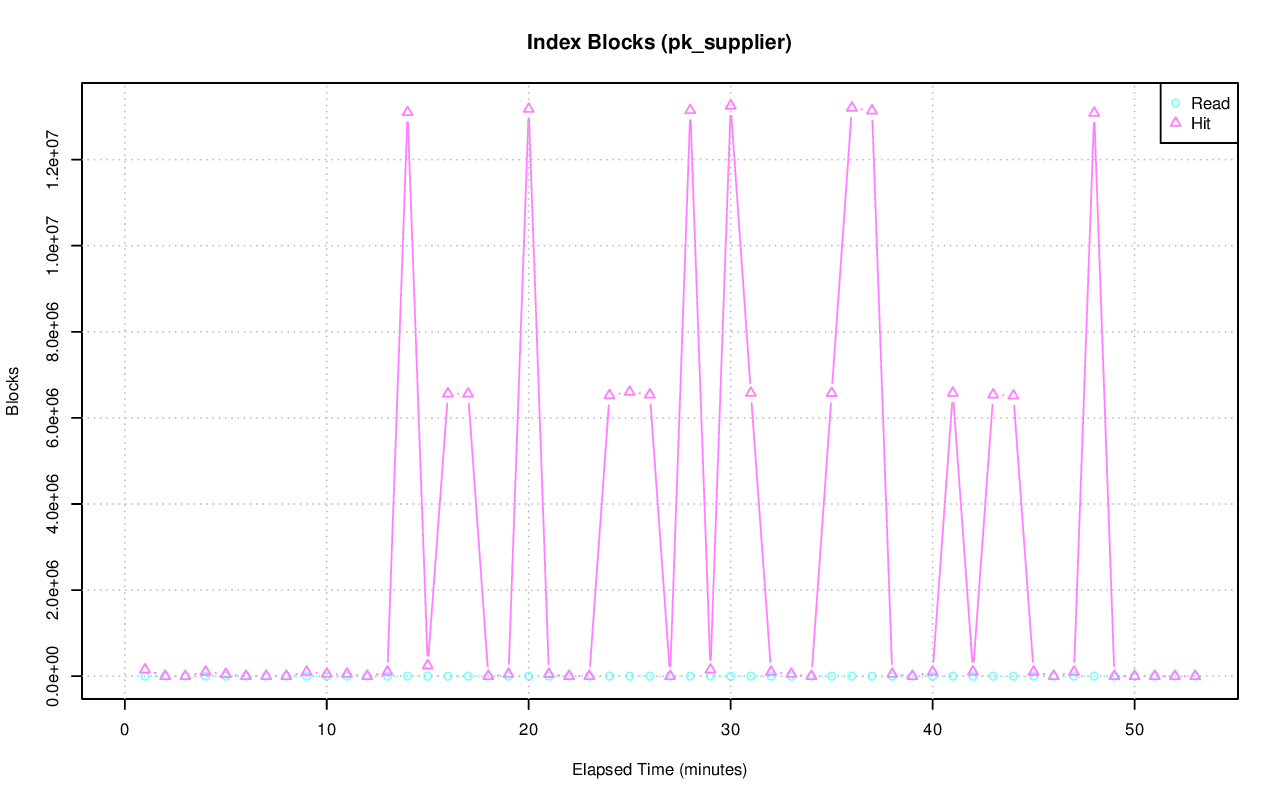 Index Blocks (pk_supplier)
Read
Hit
Blocks
1.2e+07
1.0e+07
8.0e+06
6.0e+06
4.0e+06
2.0e+06
0.0e+00
0 10 20 30 40 50
Elapsed Time (minutes)